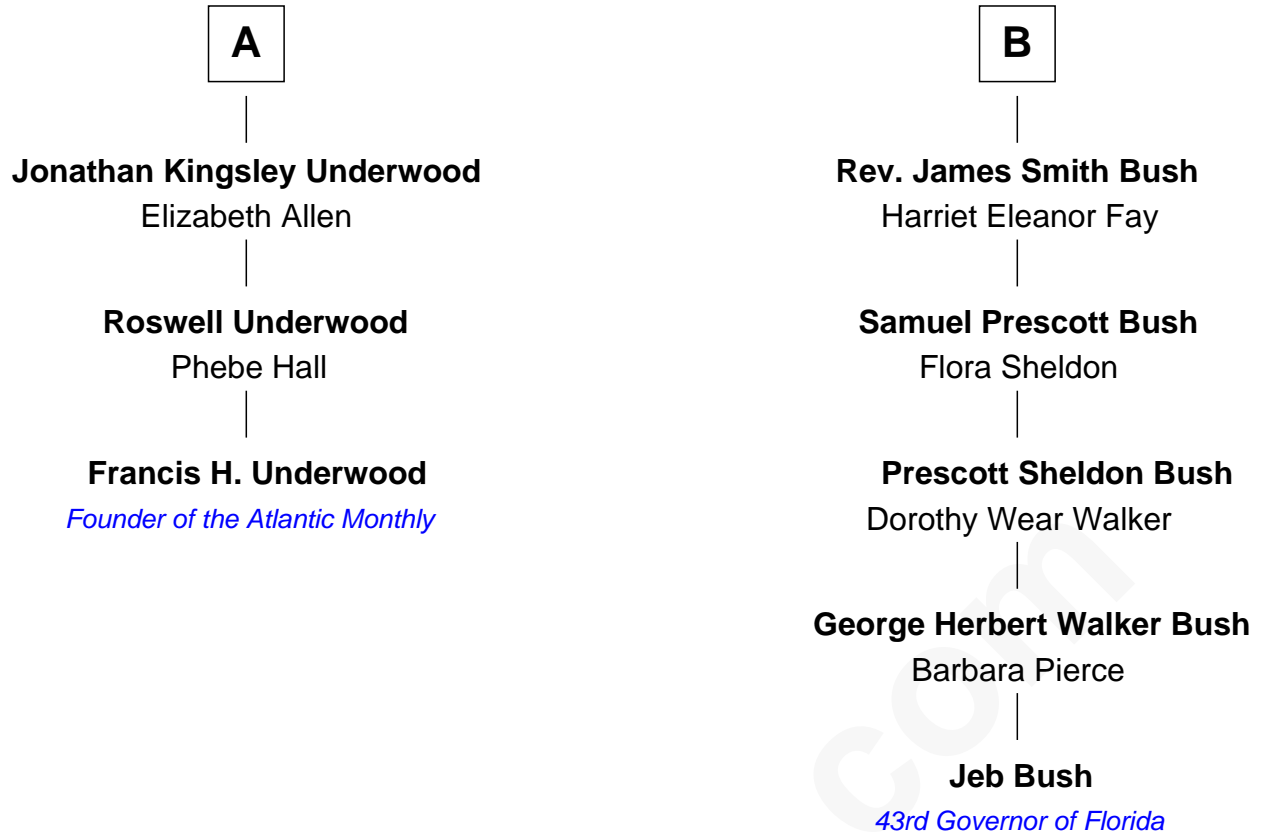 A
Jonathan Kingsley Underwood
Elizabeth Allen
Roswell Underwood
Phebe Hall
Francis H. Underwood
Founder of the Atlantic Monthly
B
Rev. James Smith Bush
Harriet Eleanor Fay
Samuel Prescott Bush
Flora Sheldon
Prescott Sheldon Bush
Dorothy Wear Walker
George Herbert Walker Bush
Barbara Pierce
Jeb Bush
43rd Governor of Florida
com